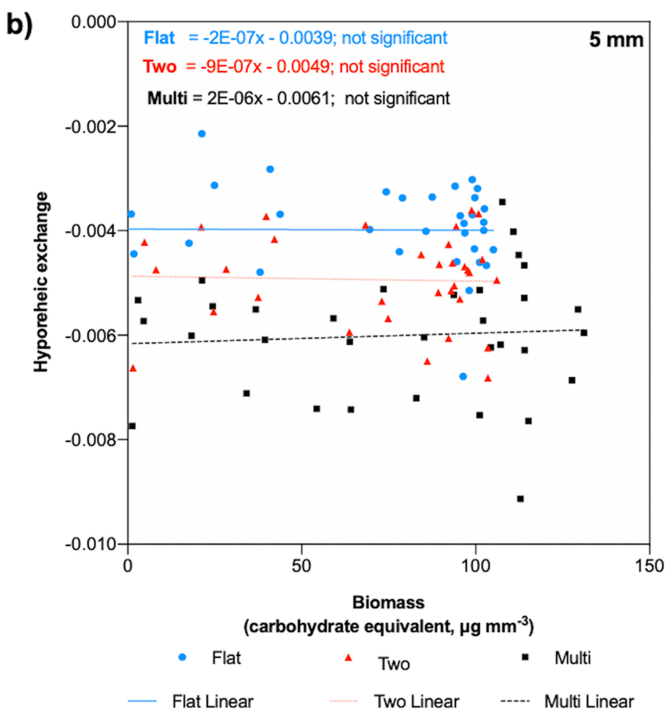 b)
0.000
Flat = -2E-07x - 0.0039; not significant
5 mm
Two = -9E-07x - 0.0049; not significant
Multi = 2E-06x - 0.0061; not significant
-0.002
-0.004
-0.006
-0.008
-0.010
Hyporeheic exchange
0 50 100 150
Biomass
(carbohydrate equivalent, µg mm-3)
Flat Two Multi
Flat Linear Two Linear Multi Linear